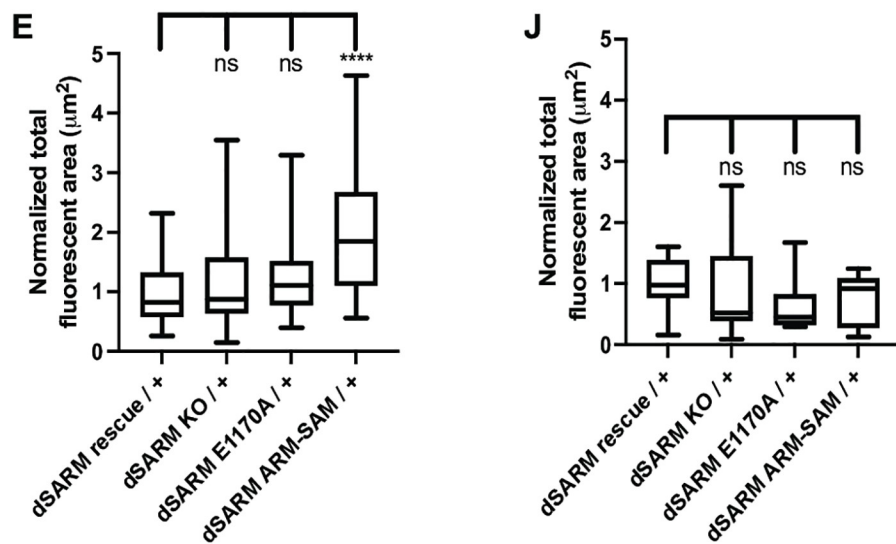 E
Normalized total
fluorescent area (μm²)
5
4
3
2
1
0
ns
ns
****
dSARM rescue / +
dSARM KO / +
dSARM E1170A / +
dSARM ARM-SAM / +
J
Normalized total
fluorescent area (μm²)
5
4
3
2
1
0
ns
ns
ns
dSARM rescue / +
dSARM KO / +
dSARM E1170A / +
dSARM ARM-SAM / +